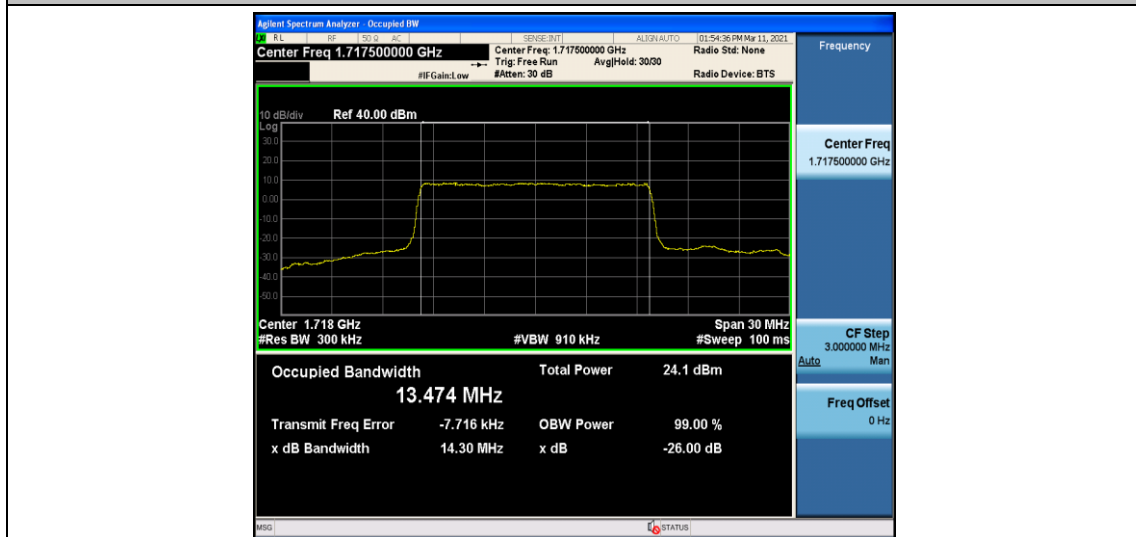 Agilent Spectrum Analyzer - Occupied BW
RL RF 50 Ω AC SENSE:INT ALIGN AUTO 01:54:36 PM Mar 11, 2021
Center Freq 1.717500000 GHz
Center Freq: 1.717500000 GHz
Radio Std: None
Trig: Free Run Avg|Hold: 30/30
#IFGain:Low
#Atten: 30 dB
Radio Device: BTS
Frequency
10 dB/div Ref 40.00 dBm
Log
30.0
20.0
10.0
0.00
-10.0
-20.0
-30.0
-40.0
-50.0
Center 1.718 GHz Span 30 MHz
#Res BW 300 kHz #VBW 910 kHz #Sweep 100 ms
Occupied Bandwidth
13.474 MHz
Total Power 24.1 dBm
Transmit Freq Error -7.716 kHz OBW Power 99.00 %
x dB Bandwidth 14.30 MHz x dB -26.00 dB
Center Freq
1.717500000 GHz
CF Step
3.000000 MHz
Auto Man
Freq Offset
0 Hz
MSG STATUS